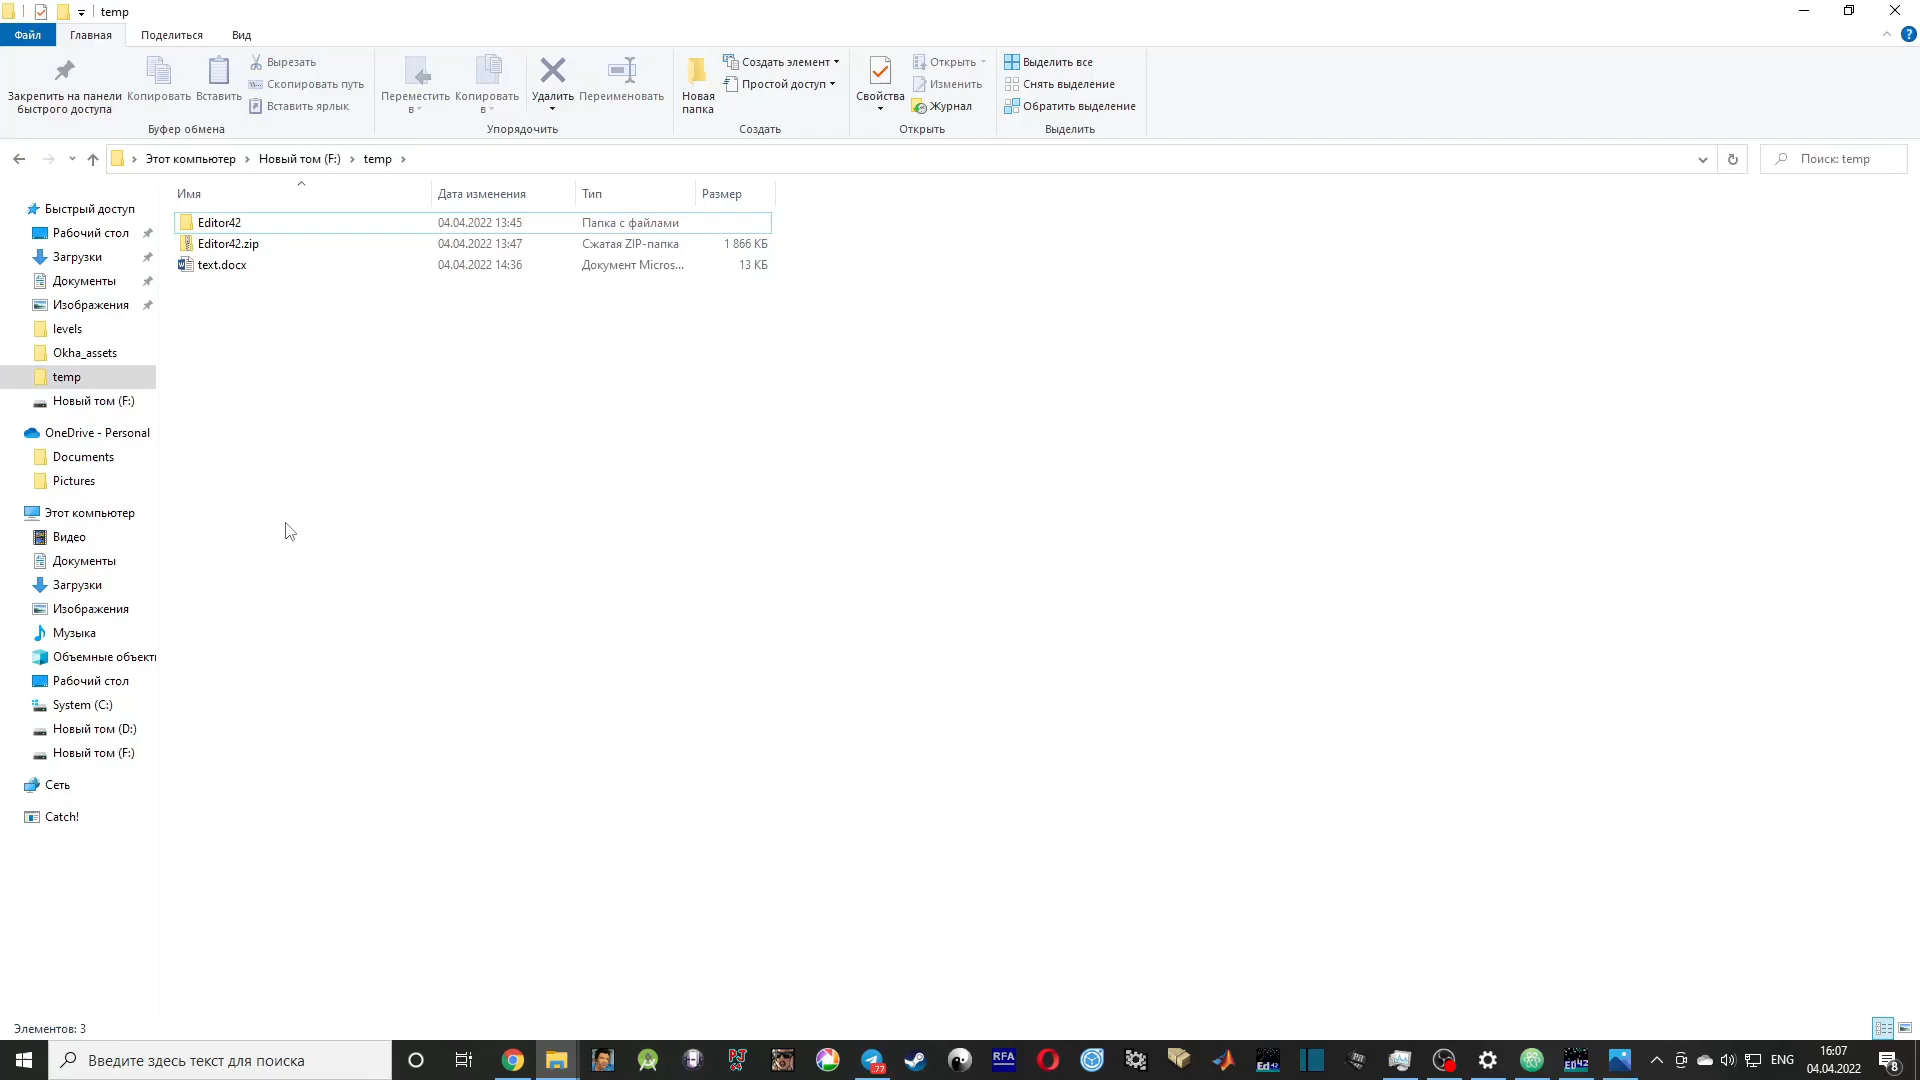 temp
Файл
Главная
Поделиться
Вид
Закрепить на панели
быстрого доступа
Копировать
Вставить
Вырезать
Скопировать путь
Вставить ярлык
Буфер обмена
Переместить
в
Копировать
в
Удалить
Переименовать
Упорядочить
Новая
папка
Создать элемент
Простой доступ
Создать
Свойства
Открыть
Изменить
Журнал
Открыть
Выделить все
Снять выделение
Обратить выделение
Выделить
Этот компьютер
Новый том (F:)
temp
Поиск: temp
Имя
Дата изменения
Тип
Размер
Editor42
04.04.2022 13:45
Папка с файлами
Editor42.zip
04.04.2022 13:47
Сжатая ZIP-папка
1 866 КБ
text.docx
04.04.2022 14:36
Документ Micros...
13 КБ
Быстрый доступ
Рабочий стол
Загрузки
Документы
Изображения
levels
Okha_assets
temp
Новый том (F:)
OneDrive - Personal
Documents
Pictures
Этот компьютер
Видео
Документы
Загрузки
Изображения
Музыка
Объемные объект
Рабочий стол
System (C:)
Новый том (D:)
Новый том (F:)
Сеть
Catch!
Элементов: 3
Введите здесь текст для поиска
77
RFA
Ed42
Ed42
ENG
16:07
04.04.2022
8